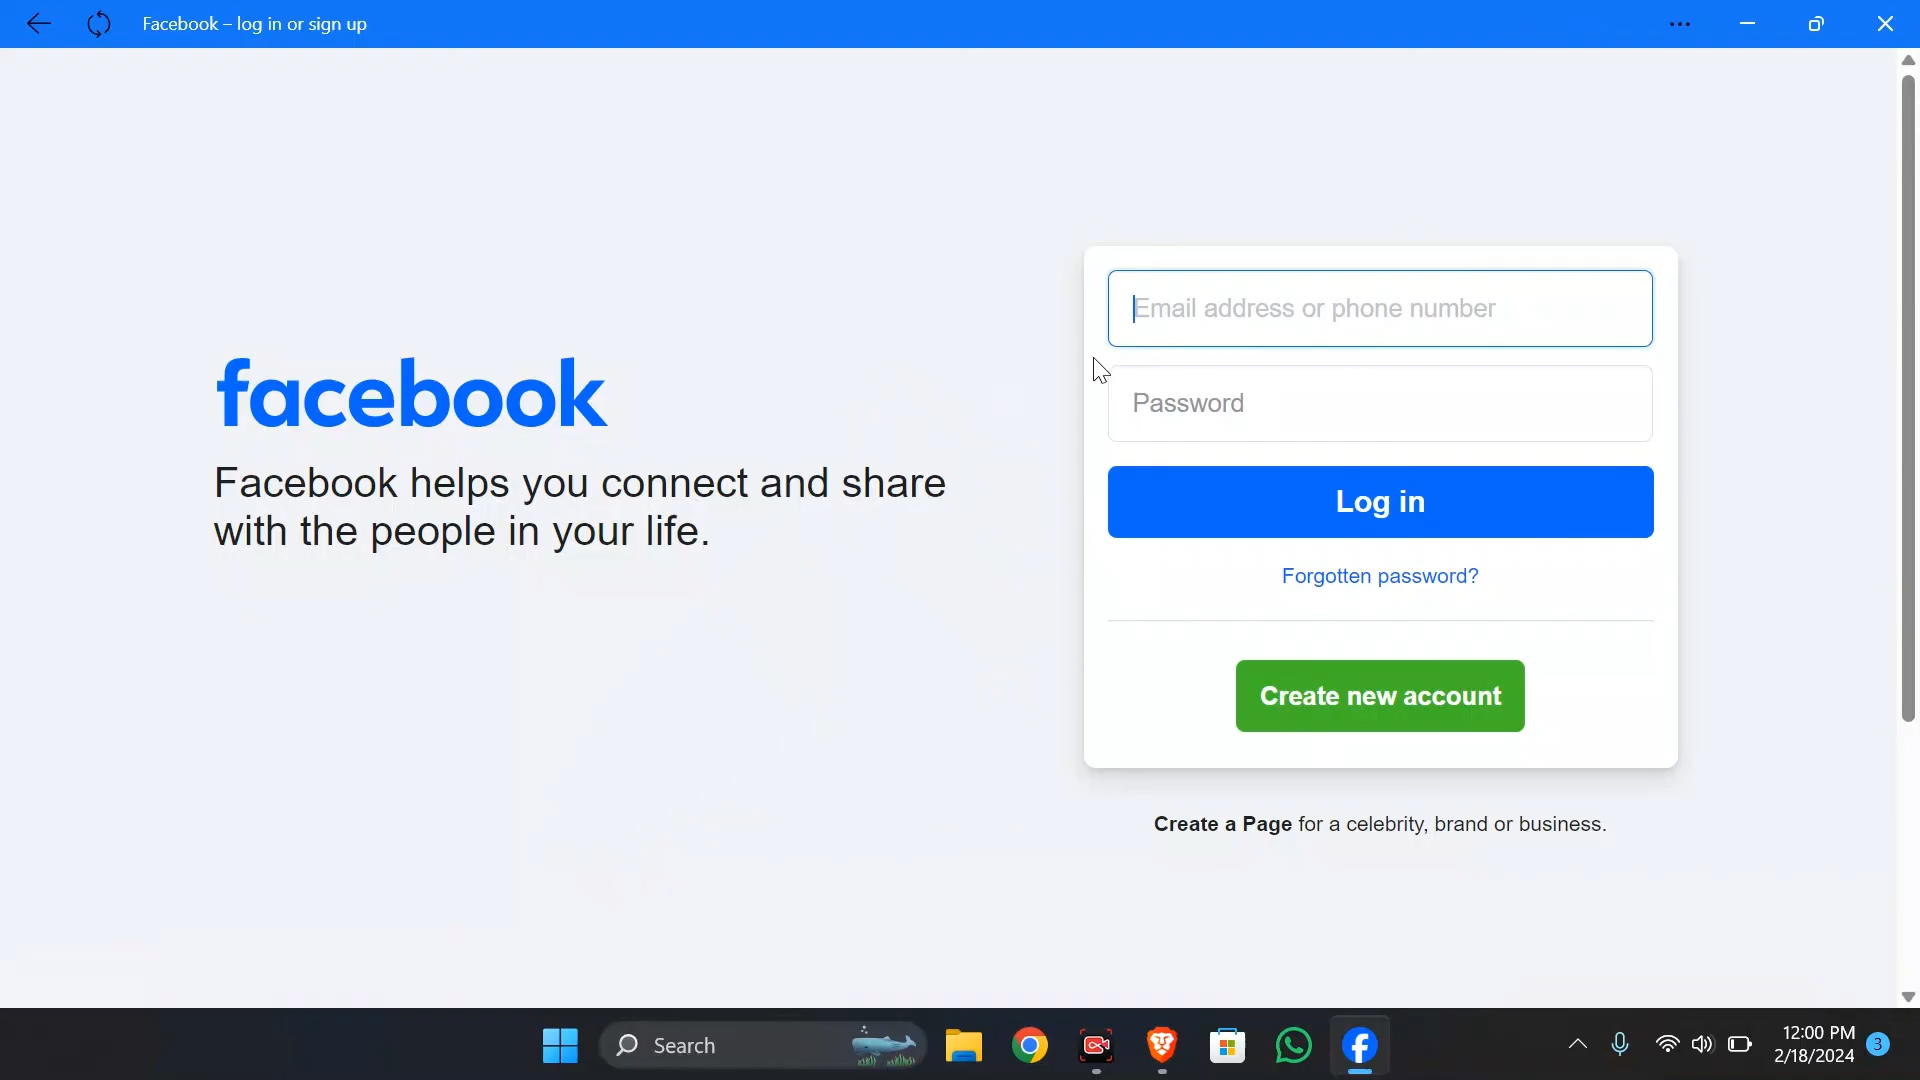 Facebook – log in or sign up
facebook
Facebook helps you connect and share
with the people in your life.
Email address or phone number
Password
Log in
Forgotten password?
Create new account
Create a Page for a celebrity, brand or business.
Search
12:00 PM
2/18/2024
3